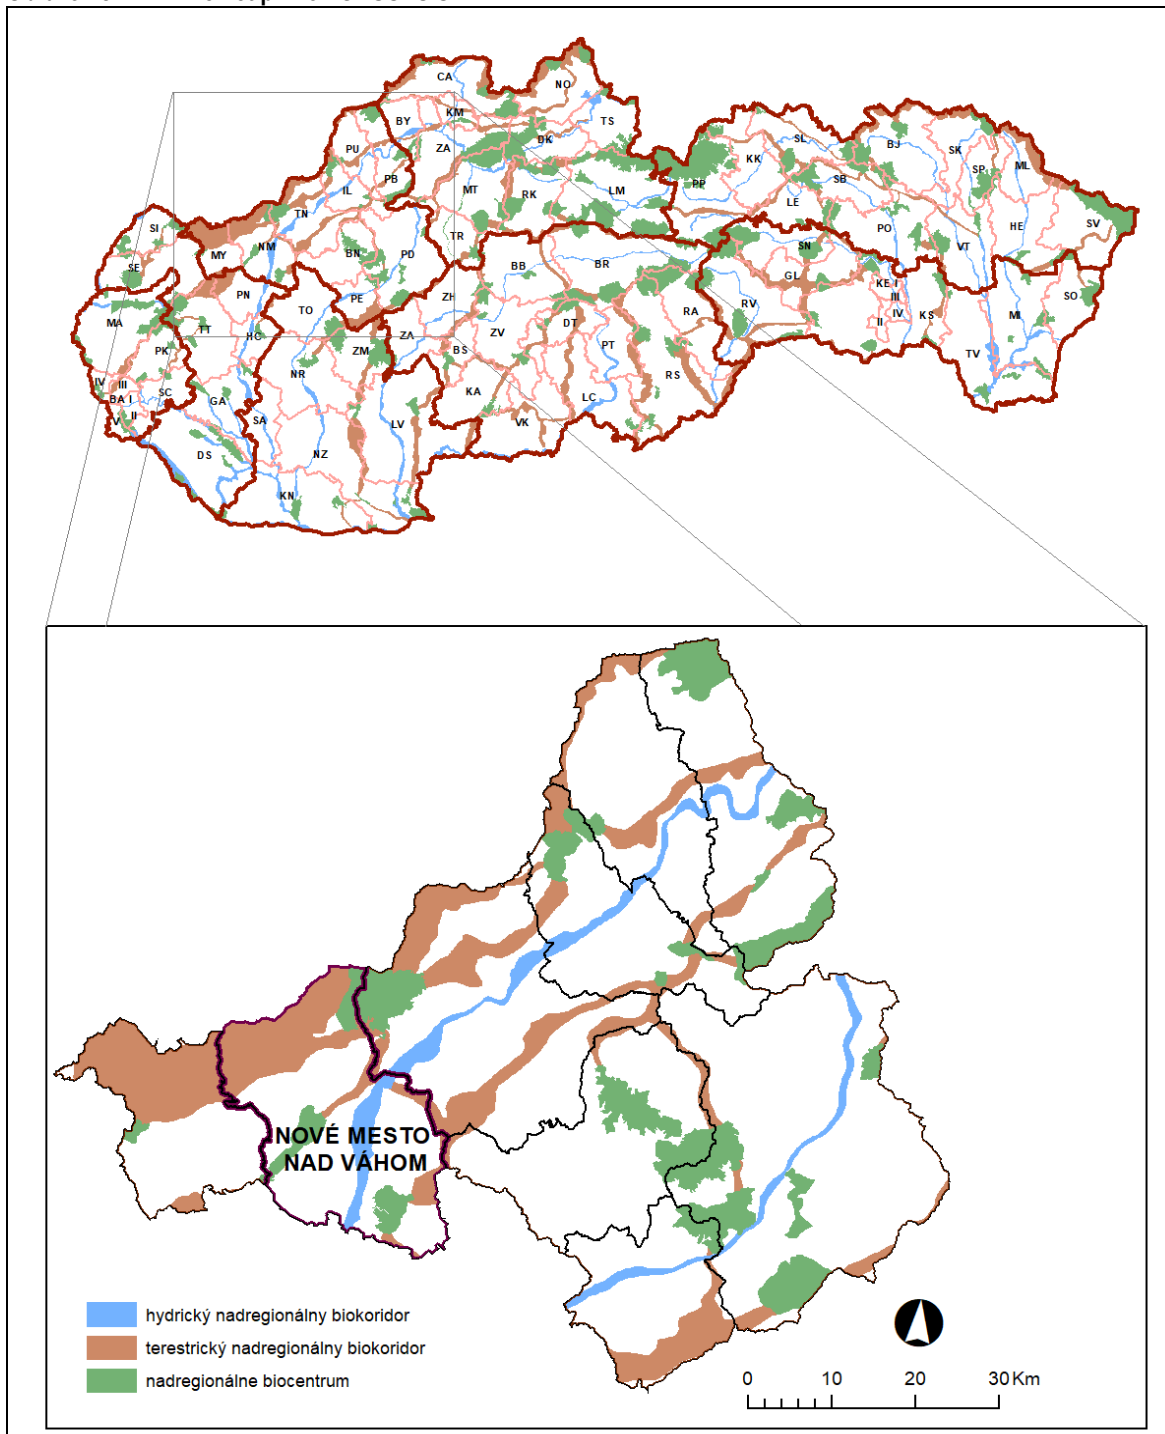 CA
NO
KM
BY
TS
DK
ZA
PU
SL
BJ
SK
KK
SP
ML
PB
SB
PP
IL
MT
RK
LM
LE
TN
SI
TR
PO
HE
SV
NM
MY
BN
PD
VT
SN
SE
BB
BR
GL
KE I
PN
PE
ZH
SO
III
TO
RV
MA
TT
HC
ZA
ZV
DT
RA
IV
KS
MI
II
PK
ZM
BŠ
PT
TV
NR
RS
IV
III
SC
KA
LC
BA I
GA
II
V
SA
LV
VK
DS
NZ
KN
NOVÉ MESTO
NAD VÁHOM
hydrický nadregionálny biokoridor
terestrický nadregionálny biokoridor
nadregionálne biocentrum
0 10 20 30 Km